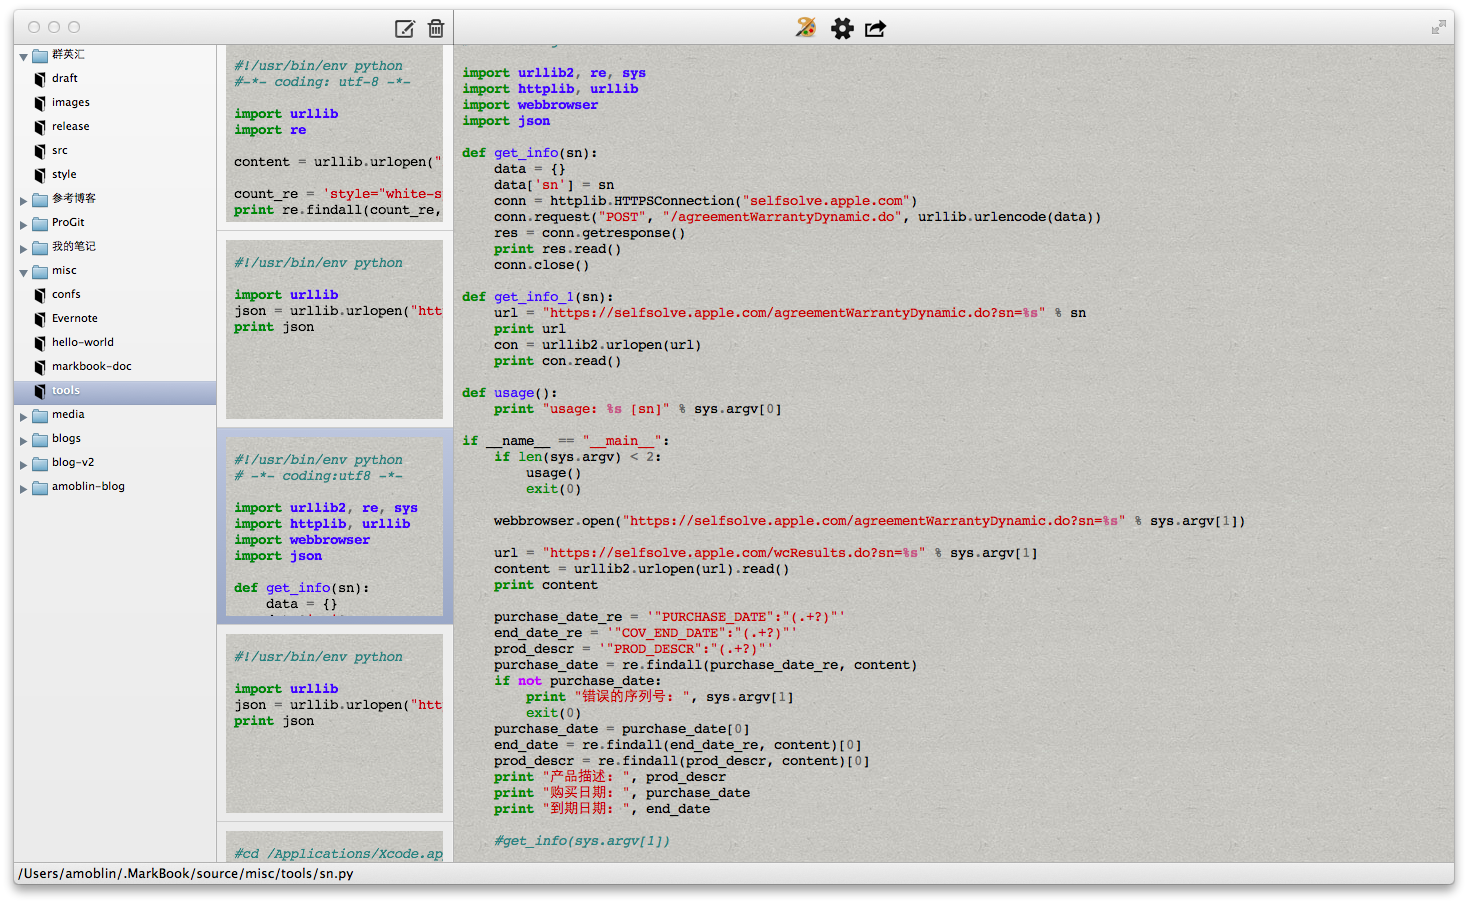 群英汇
draft
images
release
src
style
参考博客
ProGit
我的笔记
misc
confs
Evernote
hello-world
markbook-doc
tools
media
blogs
blog-v2
amoblin-blog
#!/usr/bin/env python
#-*- coding: utf-8 -*-
import urllib
import re
content = urllib.urlopen("
count_re = 'style="white-s
print re.findall(count_re,
#!/usr/bin/env python
import urllib
json = urllib.urlopen("htt
print json
#!/usr/bin/env python
# -*- coding:utf8 -*-
import urllib2, re, sys
import httplib, urllib
import webbrowser
import json
def get_info(sn):
    data = {}
#!/usr/bin/env python
import urllib
json = urllib.urlopen("htt
print json
#cd /Applications/Xcode.ap
import urllib2, re, sys
import httplib, urllib
import webbrowser
import json
def get_info(sn):
    data = {}
    data['sn'] = sn
    conn = httplib.HTTPSConnection("selfsolve.apple.com")
    conn.request("POST", "/agreementWarrantyDynamic.do", urllib.urlencode(data))
    res = conn.getresponse()
    print res.read()
    conn.close()
def get_info_1(sn):
    url = "https://selfsolve.apple.com/agreementWarrantyDynamic.do?sn=%s" % sn
    print url
    con = urllib2.urlopen(url)
    print con.read()
def usage():
    print "usage: %s [sn]" % sys.argv[0]
if __name__ == "__main__":
    if len(sys.argv) < 2:
        usage()
        exit(0)
    webbrowser.open("https://selfsolve.apple.com/agreementWarrantyDynamic.do?sn=%s" % sys.argv[1])
    url = "https://selfsolve.apple.com/wcResults.do?sn=%s" % sys.argv[1]
    content = urllib2.urlopen(url).read()
    print content
    purchase_date_re = '"PURCHASE_DATE":"(.+?)"'
    end_date_re = '"COV_END_DATE":"(.+?)"'
    prod_descr = '"PROD_DESCR":"(.+?)"'
    purchase_date = re.findall(purchase_date_re, content)
    if not purchase_date:
        print "错误的序列号: ", sys.argv[1]
        exit(0)
    purchase_date = purchase_date[0]
    end_date = re.findall(end_date_re, content)[0]
    prod_descr = re.findall(prod_descr, content)[0]
    print "产品描述: ", prod_descr
    print "购买日期: ", purchase_date
    print "到期日期: ", end_date
    #get_info(sys.argv[1])
/Users/amoblin/.MarkBook/source/misc/tools/sn.py